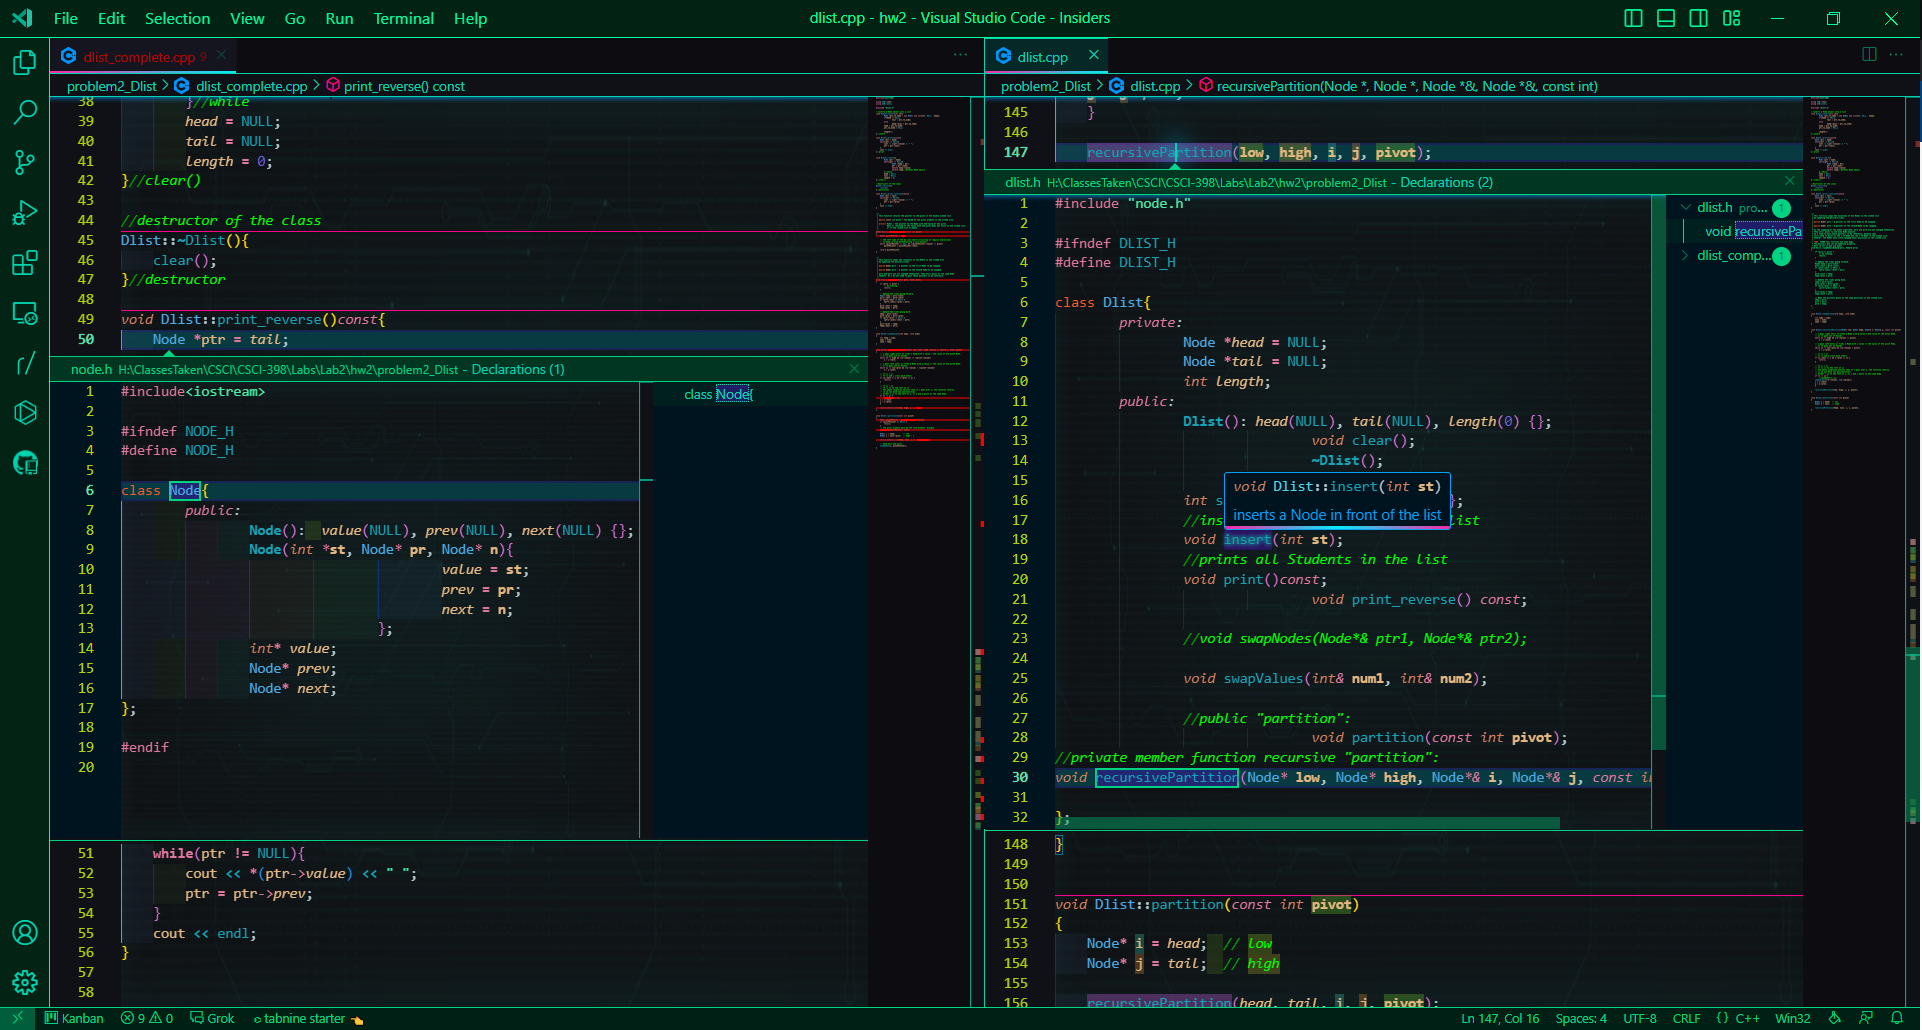 File Edit Selection View Go Run Terminal Help
dlist.cpp - hw2 - Visual Studio Code - Insiders
dlist_complete.cpp 9
problem2_Dlist > dlist_complete.cpp > print_reverse() const
38 }//while
39 head = NULL;
40 tail = NULL;
41 length = 0;
42 }//clear()
43
44 //destructor of the class
45 Dlist::~Dlist(){
46 clear();
47 }//destructor
48
49 void Dlist::print_reverse()const{
50 Node *ptr = tail;
node.h H:\ClassesTaken\CSCI\CSCI-398\Labs\Lab2\hw2\problem2_Dlist - Declarations (1)
1 #include<iostream>
2
3 #ifndef NODE_H
4 #define NODE_H
5
6 class Node{
7 public:
8 Node(): value(NULL), prev(NULL), next(NULL) {};
9 Node(int *st, Node* pr, Node* n){
10 value = st;
11 prev = pr;
12 next = n;
13 };
14 int* value;
15 Node* prev;
16 Node* next;
17 };
18
19 #endif
20
class Node{
51 while(ptr != NULL){
52 cout << *(ptr->value) << " ";
53 ptr = ptr->prev;
54 }
55 cout << endl;
56 }
57
58
dlist.cpp
problem2_Dlist > dlist.cpp > recursivePartition(Node *, Node *, Node *&, Node *&, const int)
145 }
146
147 recursivePartition(low, high, i, j, pivot);
dlist.h H:\ClassesTaken\CSCI\CSCI-398\Labs\Lab2\hw2\problem2_Dlist - Declarations (2)
1 #include "node.h"
2
3 #ifndef DLIST_H
4 #define DLIST_H
5
6 class Dlist{
7 private:
8 Node *head = NULL;
9 Node *tail = NULL;
10 int length;
11 public:
12 Dlist(): head(NULL), tail(NULL), length(0) {};
13 void clear();
14 ~Dlist();
15
void Dlist::insert(int st)
inserts a Node in front of the list
16 int s };
17 //ins list
18 void insert(int st);
19 //prints all Students in the list
20 void print()const;
21 void print_reverse() const;
22
23 //void swapNodes(Node*& ptr1, Node*& ptr2);
24
25 void swapValues(int& num1, int& num2);
26
27 //public "partition":
28 void partition(const int pivot);
29 //private member function recursive "partition":
30 void recursivePartition(Node* low, Node* high, Node*& i, Node*& j, const i
31
32 };
dlist.h pro... 1
void recursivePa
dlist_comp... 1
148 }
149
150
151 void Dlist::partition(const int pivot)
152 {
153 Node* i = head; // low
154 Node* j = tail; // high
155
156 recursivePartition(head, tail, i, j, pivot);
Kanban 9 0 Grok tabnine starter
Ln 147, Col 16 Spaces: 4 UTF-8 CRLF {} C++ Win32